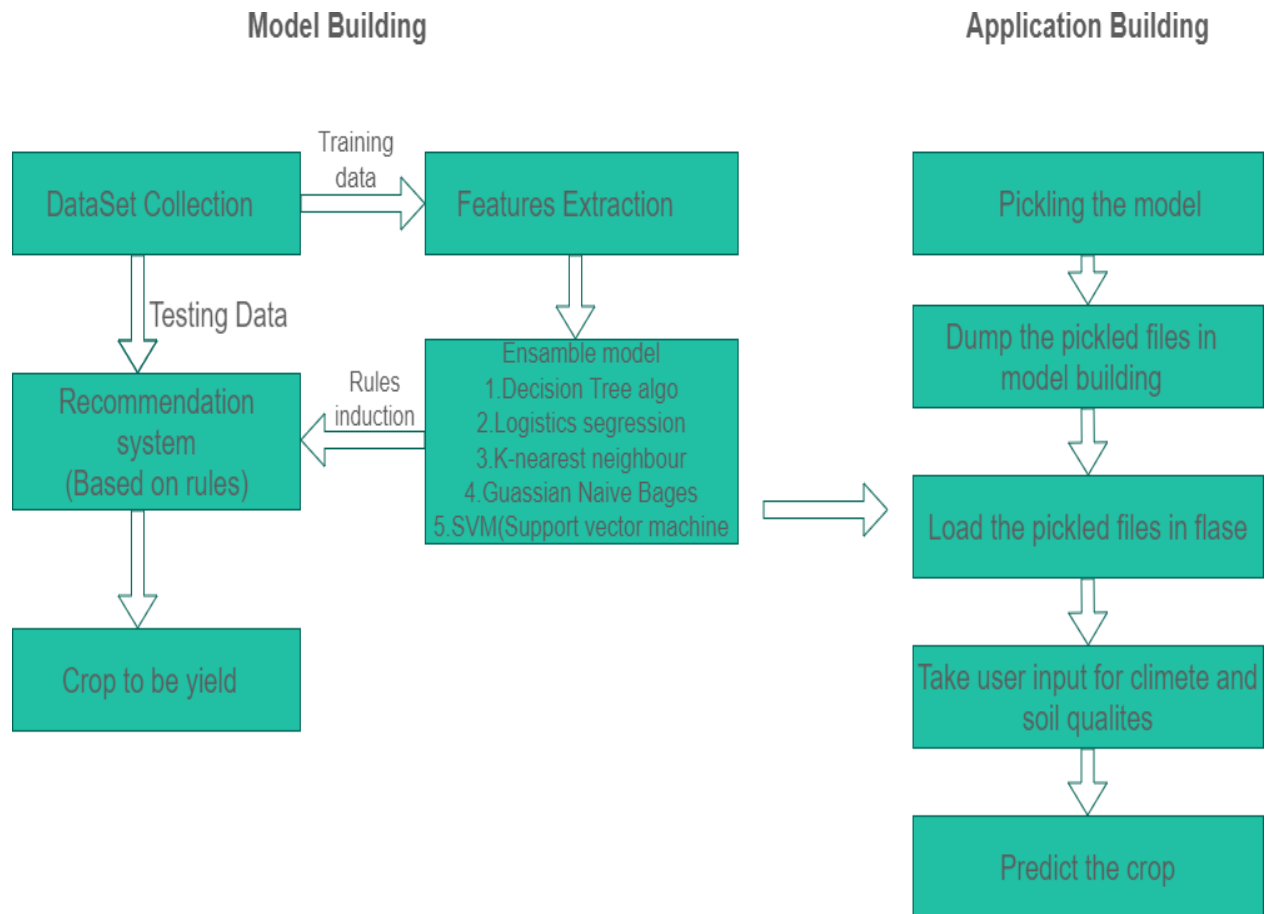 Model Building
Application Building
DataSet Collection
Training
data
Features Extraction
Testing Data
Recommendation
system
(Based on rules)
Rules
induction
Ensamble model
1.Decision Tree algo
2.Logistics segression
3.K-nearest neighbour
4.Guassian Naive Bages
5.SVM(Support vector machine
Crop to be yield
Pickling the model
Dump the pickled files in
model building
Load the pickled files in flase
Take user input for climete and
soil qualites
Predict the crop